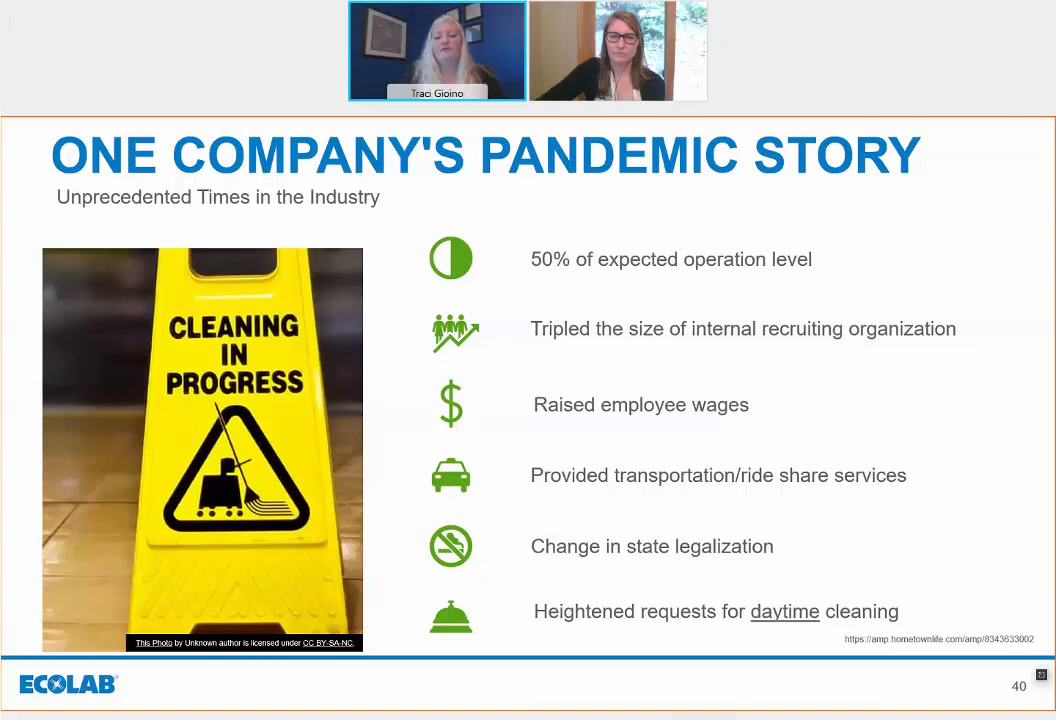 Traci Gioino
ONE COMPANY'S PANDEMIC STORY
Unprecedented Times in the Industry
CLEANING
IN
PROGRESS
50% of expected operation level
Tripled the size of internal recruiting organization
Raised employee wages
Provided transportation/ride share services
Change in state legalization
Heightened requests for daytime cleaning
This Photo by Unknown author is licensed under CC BY-SA-NC.
https://amp.hometownlife.com/amp/8343633002
ECOLAB®
40